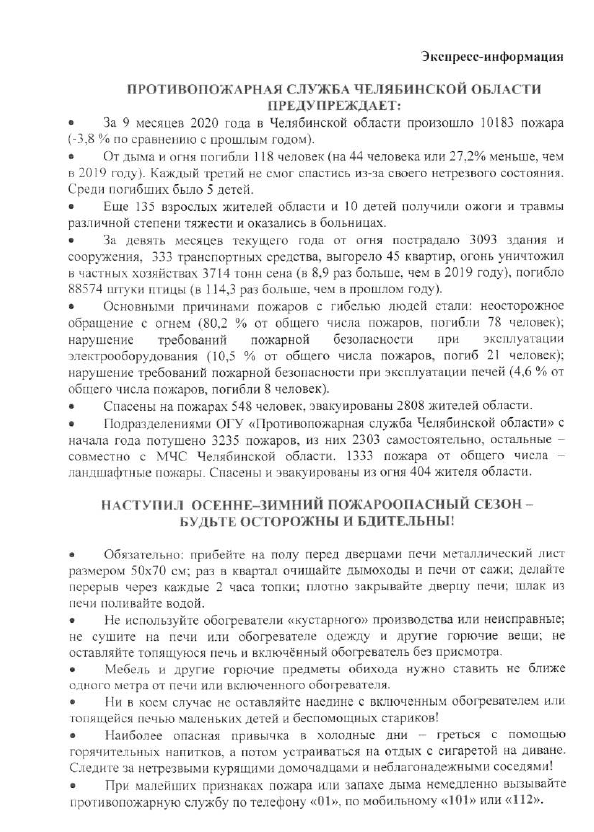 Экспресс-информация
ПРОТИВОПОЖАРНАЯ СЛУЖБА ЧЕЛЯБИНСКОЙ ОБЛАСТИ
ПРЕДУПРЕЖДАЕТ:
• За 9 месяцев 2020 года в Челябинской области произошло 10183 пожара
(-3,8 % по сравнению с прошлым годом).
• От дыма и огня погибли 118 человек (на 44 человека или 27,2% меньше, чем
в 2019 году). Каждый третий не смог спастись из-за своего нетрезвого состояния.
Среди погибших было 5 детей.
• Еще 135 взрослых жителей области и 10 детей получили ожоги и травмы
различной степени тяжести и оказались в больницах.
• За девять месяцев текущего года от огня пострадало 3093 здания и
сооружения, 333 транспортных средства, выгорело 45 квартир, огонь уничтожил
в частных хозяйствах 3714 тонн сена (в 8,9 раз больше, чем в 2019 году), погибло
88574 штуки птицы (в 114,3 раз больше, чем в прошлом году).
• Основными причинами пожаров с гибелью людей стали: неосторожное
обращение с огнем (80,2 % от общего числа пожаров, погибли 78 человек);
нарушение требований пожарной безопасности при эксплуатации
электрооборудования (10,5 % от общего числа пожаров, погиб 21 человек);
нарушение требований пожарной безопасности при эксплуатации печей (4,6 % от
общего числа пожаров, погибли 8 человек).
• Спасены на пожарах 548 человек, эвакуированы 2808 жителей области.
• Подразделениями ОГУ «Противопожарная служба Челябинской области» с
начала года потушено 3235 пожаров, из них 2303 самостоятельно, остальные –
совместно с МЧС Челябинской области. 1333 пожара от общего числа –
ландшафтные пожары. Спасены и эвакуированы из огня 404 жителя области.
НАСТУПИЛ ОСЕННЕ–ЗИМНИЙ ПОЖАРООПАСНЫЙ СЕЗОН –
БУДЬТЕ ОСТОРОЖНЫ И БДИТЕЛЬНЫ!
• Обязательно: прибейте на полу перед дверцами печи металлический лист
размером 50х70 см; раз в квартал очищайте дымоходы и печи от сажи; делайте
перерыв через каждые 2 часа топки; плотно закрывайте дверцу печи; шлак из
печи поливайте водой.
• Не используйте обогреватели «кустарного» производства или неисправные;
не сушите на печи или обогревателе одежду и другие горючие вещи; не
оставляйте топящуюся печь и включённый обогреватель без присмотра.
• Мебель и другие горючие предметы обихода нужно ставить не ближе
одного метра от печи или включенного обогревателя.
• Ни в коем случае не оставляйте наедине с включенным обогревателем или
топящейся печью маленьких детей и беспомощных стариков!
• Наиболее опасная привычка в холодные дни – греться с помощью
горячительных напитков, а потом устраиваться на отдых с сигаретой на диване.
Следите за нетрезвыми курящими домочадцами и неблагонадежными соседями!
• При малейших признаках пожара или запахе дыма немедленно вызывайте
противопожарную службу по телефону «01», по мобильному «101» или «112».